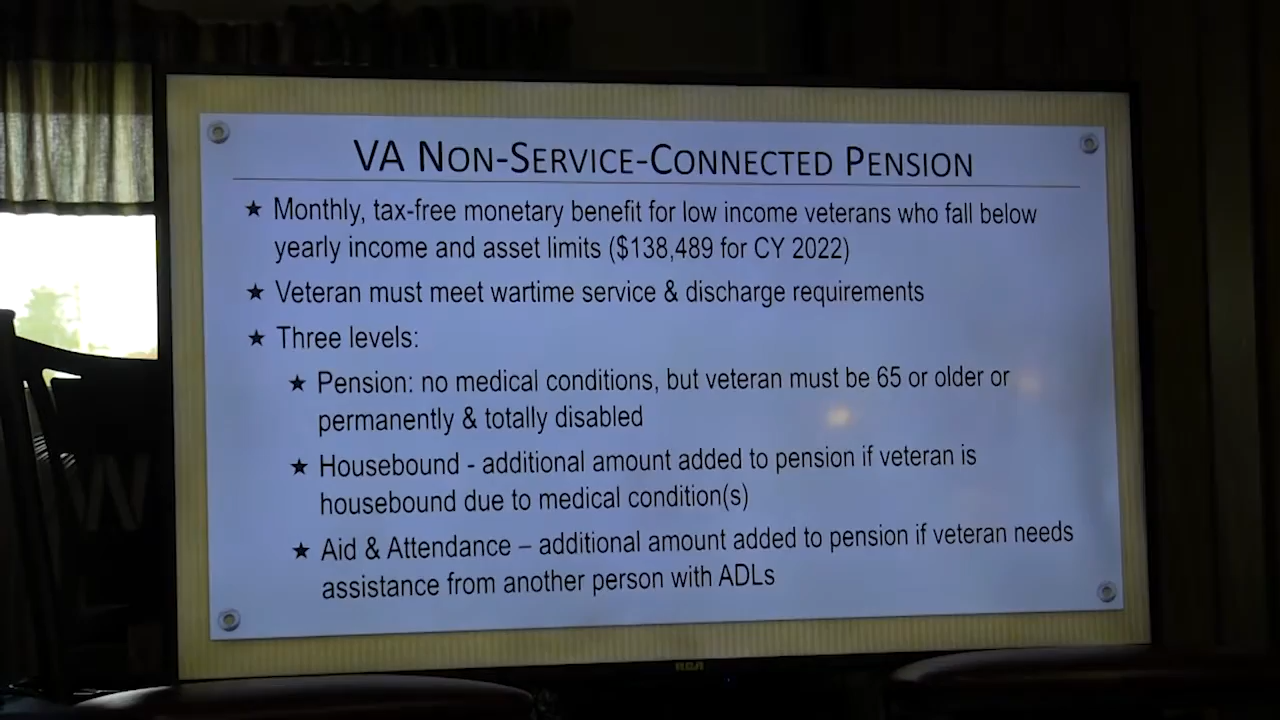 VA NON-SERVICE-CONNECTED PENSION
★ Monthly, tax-free monetary benefit for low income veterans who fall below
yearly income and asset limits ($138,489 for CY 2022)
★ Veteran must meet wartime service & discharge requirements
★ Three levels:
★ Pension: no medical conditions, but veteran must be 65 or older or
permanently & totally disabled
★ Housebound - additional amount added to pension if veteran is
housebound due to medical condition(s)
★ Aid & Attendance – additional amount added to pension if veteran needs
assistance from another person with ADLs
W
RCA